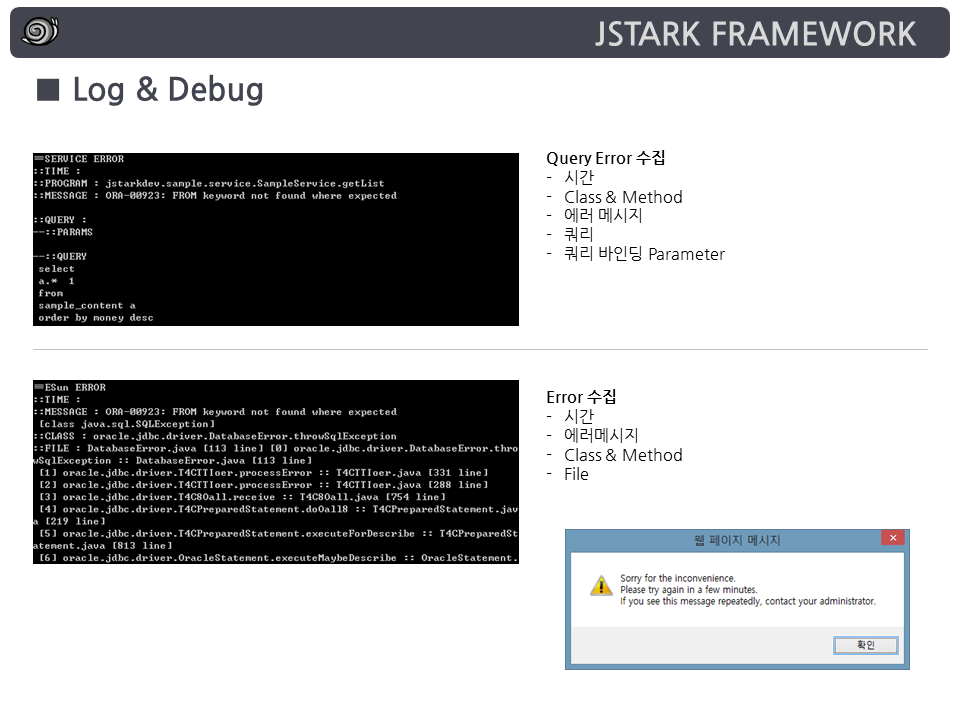 JSTARK FRAMEWORK
■ Log & Debug
==SERVICE ERROR
::TIME :
::PROGRAM : jstarkdev.sample.service.SampleService.getList
::MESSAGE : ORA-00923: FROM keyword not found where expected
::QUERY :
--::PARAMS
--::QUERY
select
a.* 1
from
sample_content a
order by money desc
Query Error 수집
- 시간
- Class & Method
- 에러 메시지
- 쿼리
- 쿼리 바인딩 Parameter
==ESun ERROR
::TIME :
::MESSAGE : ORA-00923: FROM keyword not found where expected
[class java.sql.SQLException]
::CLASS : oracle.jdbc.driver.DatabaseError.throwSqlException
::FILE : DatabaseError.java [113 line] [0] oracle.jdbc.driver.DatabaseError.thro
wSqlException :: DatabaseError.java [113 line]
[1] oracle.jdbc.driver.T4CTTIoer.processError :: T4CTTIoer.java [331 line]
[2] oracle.jdbc.driver.T4CTTIoer.processError :: T4CTTIoer.java [288 line]
[3] oracle.jdbc.driver.T4C8Oall.receive :: T4C8Oall.java [754 line]
[4] oracle.jdbc.driver.T4CPreparedStatement.doOall8 :: T4CPreparedStatement.jav
a [219 line]
[5] oracle.jdbc.driver.T4CPreparedStatement.executeForDescribe :: T4CPreparedSt
atement.java [813 line]
[6] oracle.jdbc.driver.OracleStatement.executeMaybeDescribe :: OracleStatement.
Error 수집
- 시간
- 에러메시지
- Class & Method
- File
웹 페이지 메시지
Sorry for the inconvenience.
Please try again in a few minutes.
If you see this message repeatedly, contact your administrator.
확인